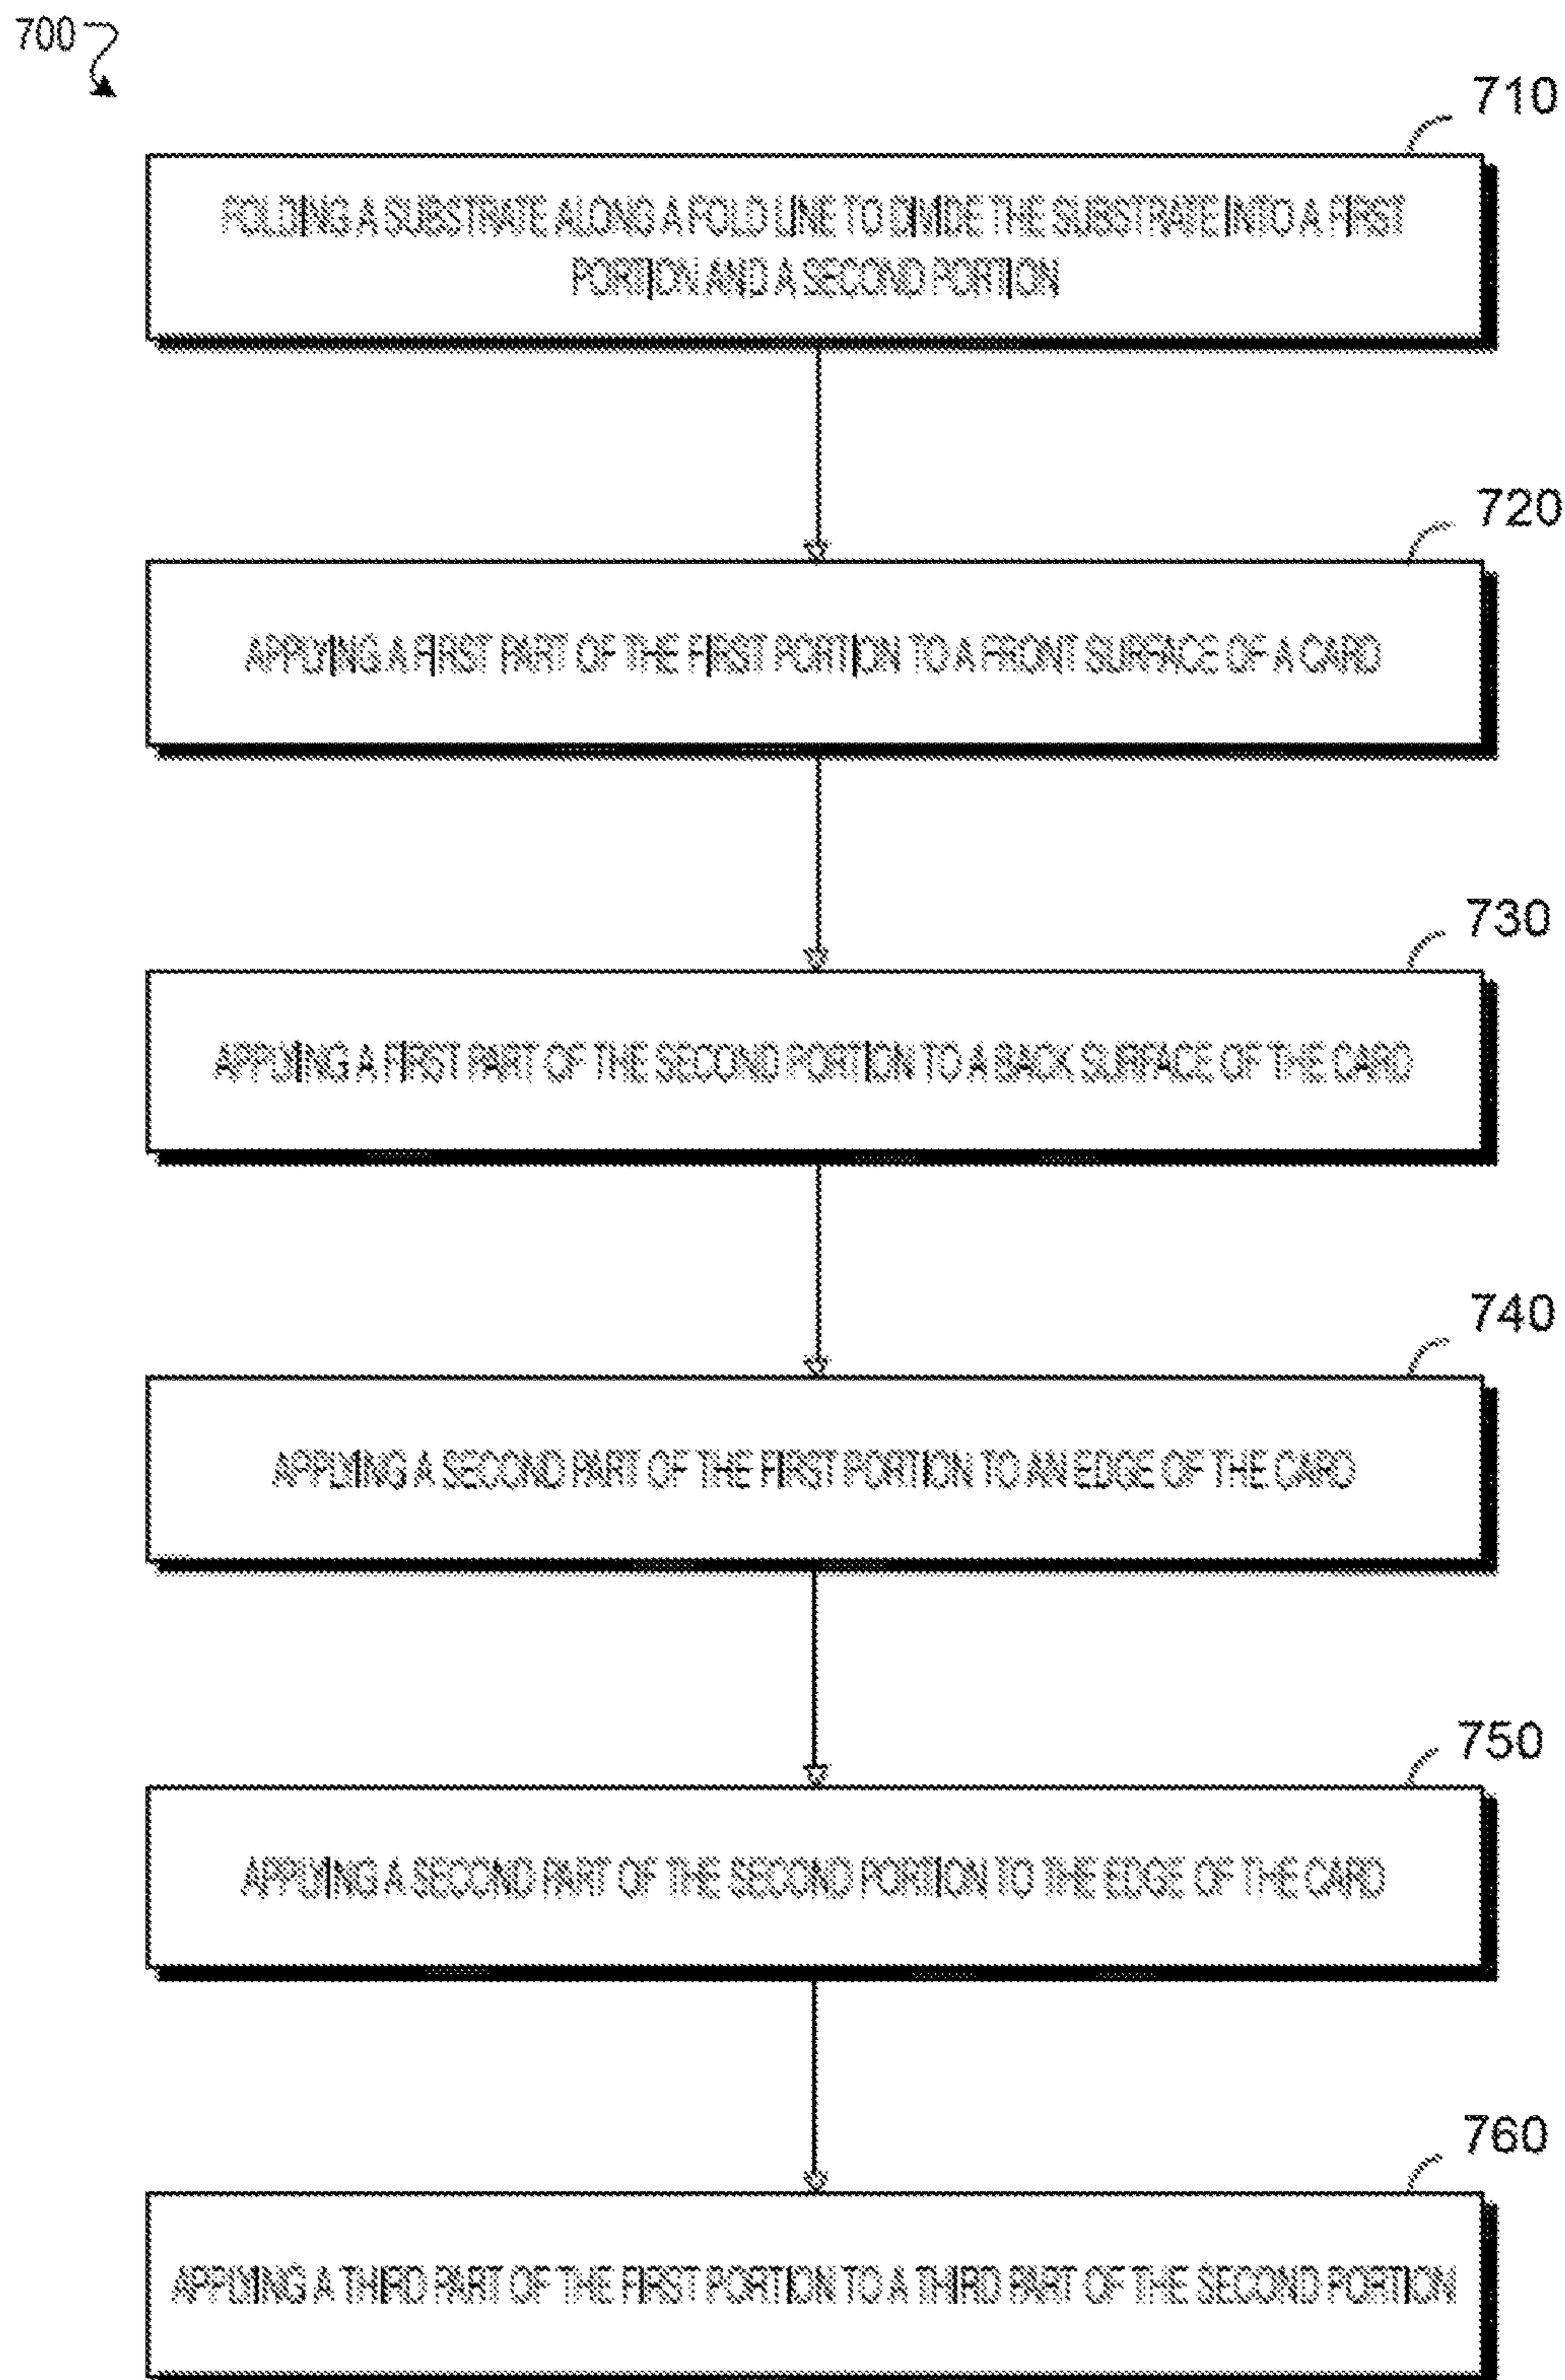 700
710
FOLDING A SUBSTRATE ALONG A FOLD LINE TO DIVIDE THE SUBSTRATE INTO A FIRST
PORTION AND A SECOND PORTION
720
APPLYING A FIRST PART OF THE FIRST PORTION TO A FRONT SURFACE OF A CARD
730
APPLYING A FIRST PART OF THE SECOND PORTION TO A BACK SURFACE OF THE CARD
740
APPLYING A SECOND PART OF THE FIRST PORTION TO AN EDGE OF THE CARD
750
APPLYING A SECOND PART OF THE SECOND PORTION TO THE EDGE OF THE CARD
760
APPLYING A THIRD PART OF THE FIRST PORTION TO A THIRD PART OF THE SECOND PORTION